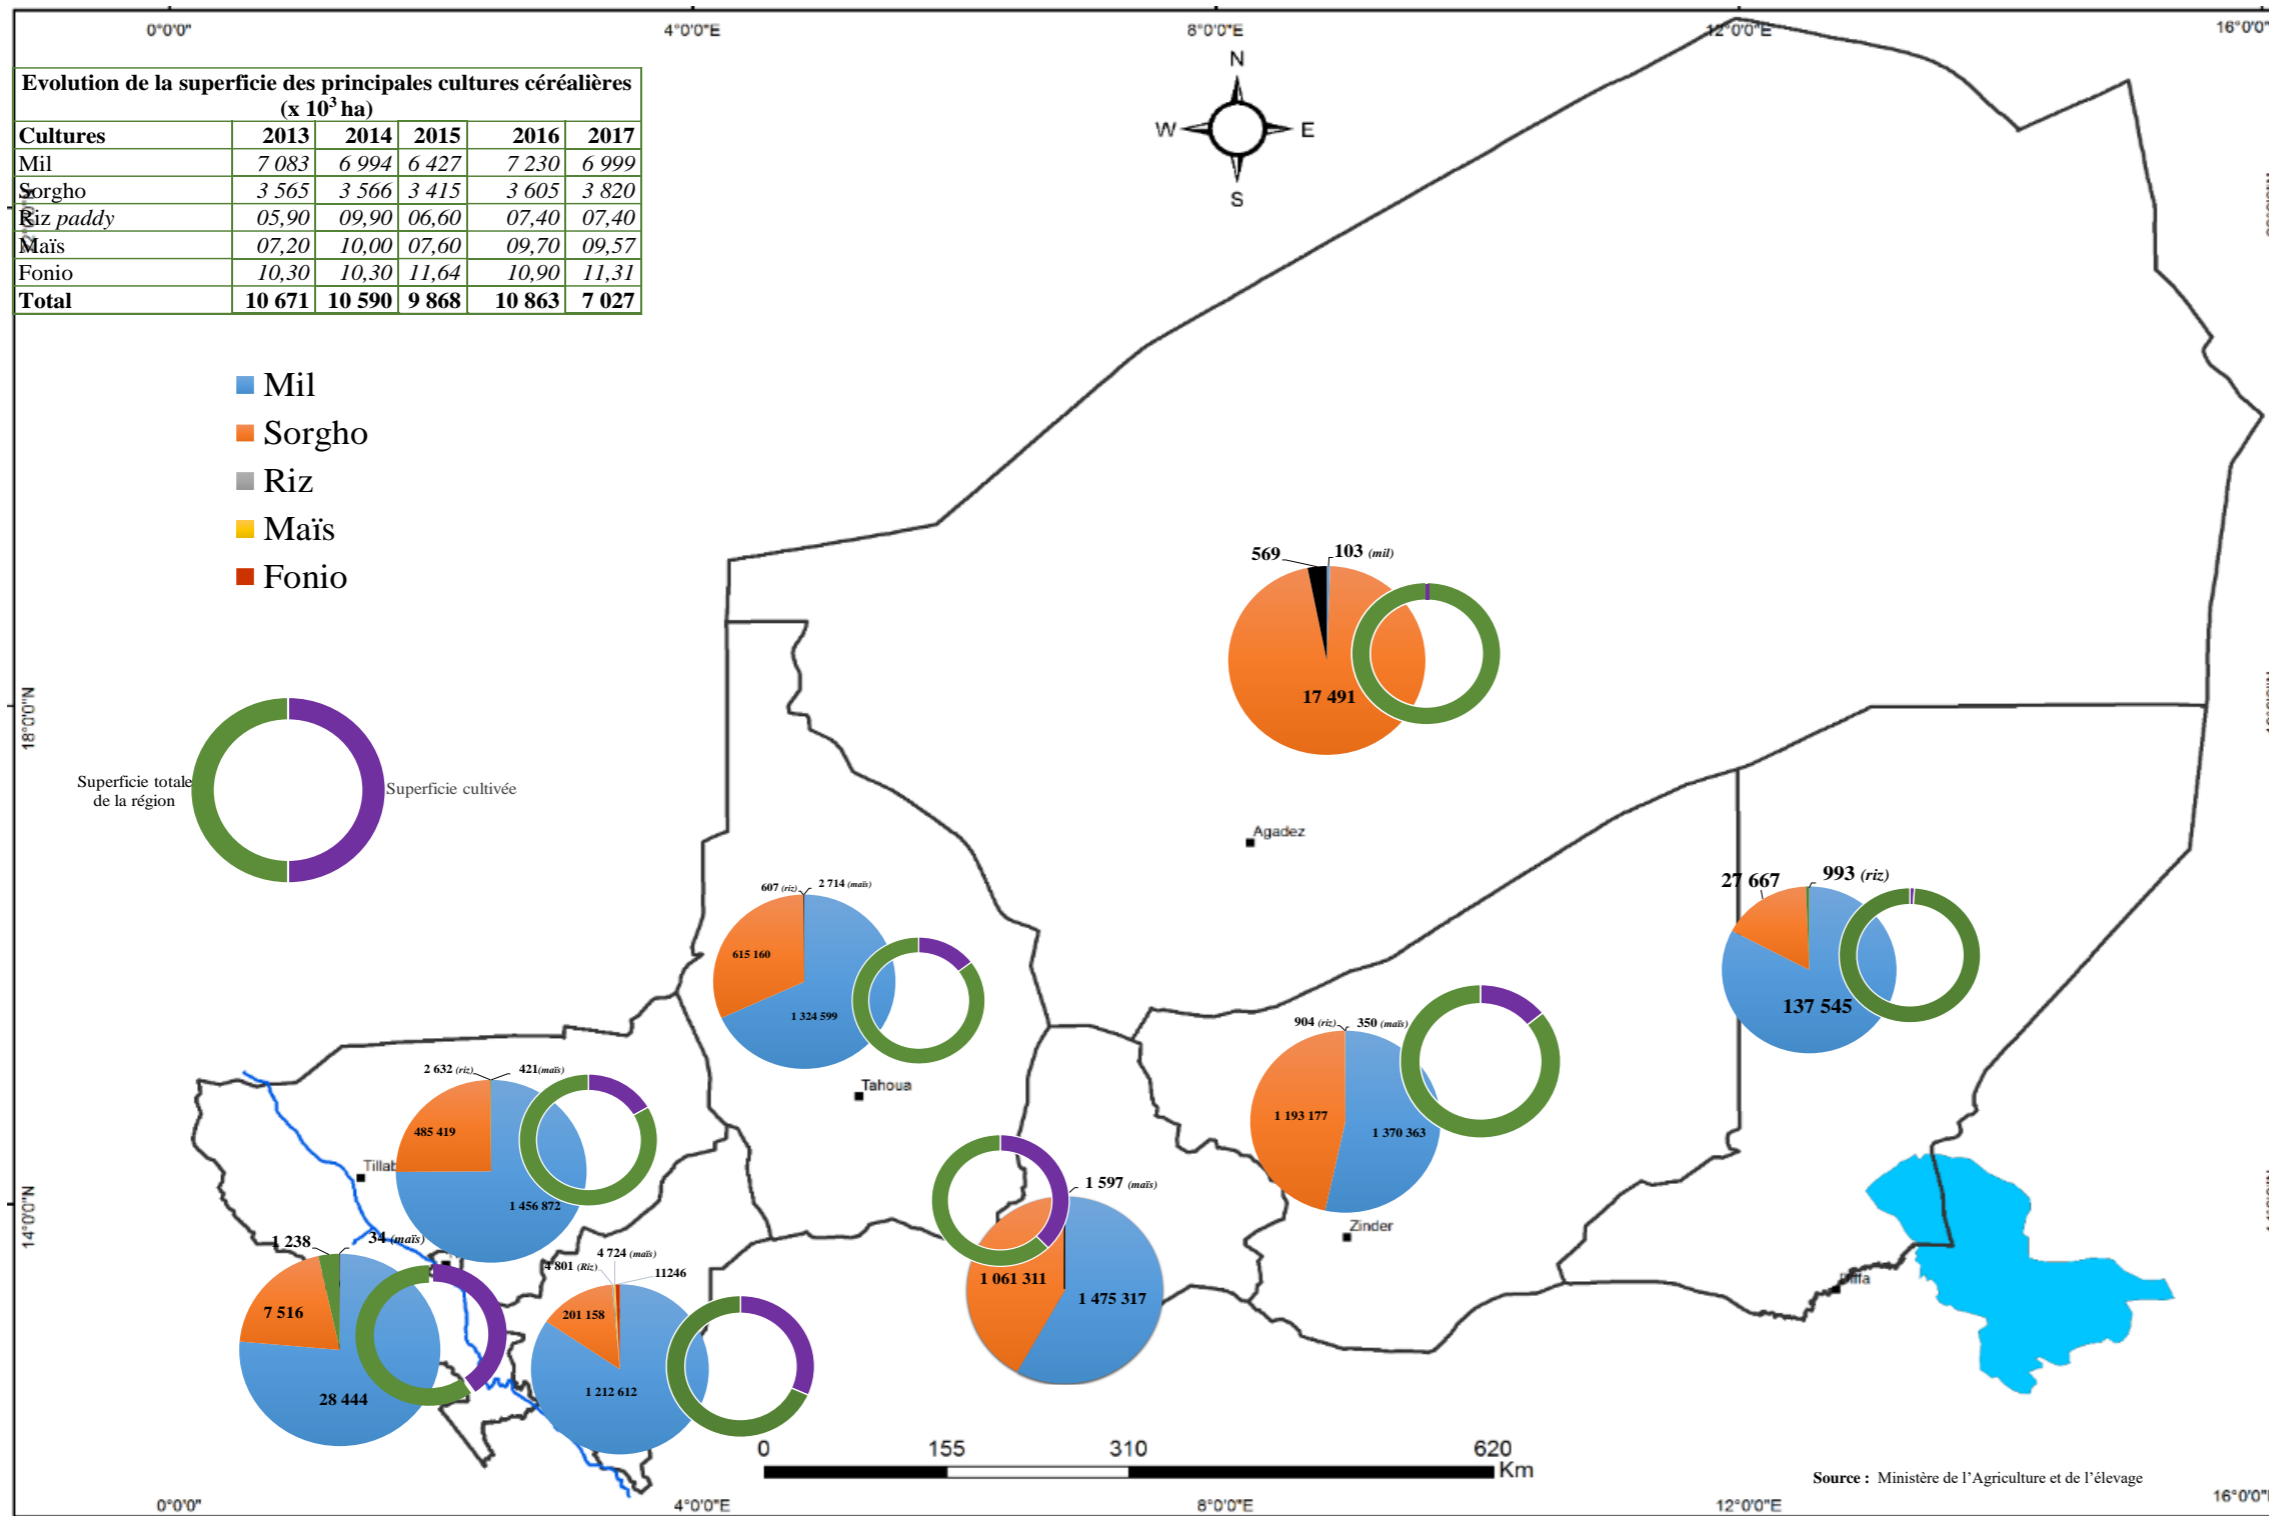 0°0'0" 4°0'0"E 8°0'0"E 12°0'0"E 16°0'0"
N
W E
S
Evolution de la superficie des principales cultures céréalières
(x 10³ ha)
Cultures 2013 2014 2015 2016 2017
Mil 7 083 6 994 6 427 7 230 6 999
Sorgho 3 565 3 566 3 415 3 605 3 820
Riz paddy 05,90 09,90 06,60 07,40 07,40
Maïs 07,20 10,00 07,60 09,70 09,57
Fonio 10,30 10,30 11,64 10,90 11,31
Total 10 671 10 590 9 868 10 863 7 027
Mil
Sorgho
Riz
Maïs
Fonio
569 103 (mil)
17 491
18°0'0"N
Superficie totale
de la région
Superficie cultivée
Agadez
607 (riz) 2 714 (maïs)
615 160
1 324 599
Tahoua
27 667 993 (riz)
137 545
904 (riz) 350 (maïs)
1 193 177
1 370 363
Zinder
2 632 (riz) 421(maïs)
485 419
1 456 872
14°0'0"N
1 597 (maïs)
1 061 311
1 475 317
1 238 34 (maïs)
7 516
28 444
4 801 (Riz) 4 724 (maïs) 11246
201 158
1 212 612
0 155 310 620
Km
Source : Ministère de l'Agriculture et de l'élevage
0°0'0" 4°0'0"E 8°0'0"E 12°0'0"E 16°0'0"E